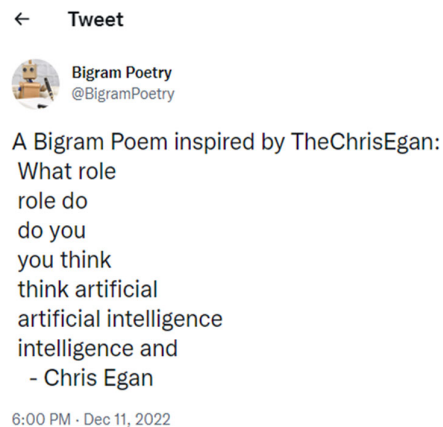 ← Tweet
Bigram Poetry
@BigramPoetry
A Bigram Poem inspired by TheChrisEgan:
What role
role do
do you
you think
think artificial
artificial intelligence
intelligence and
- Chris Egan
6:00 PM · Dec 11, 2022